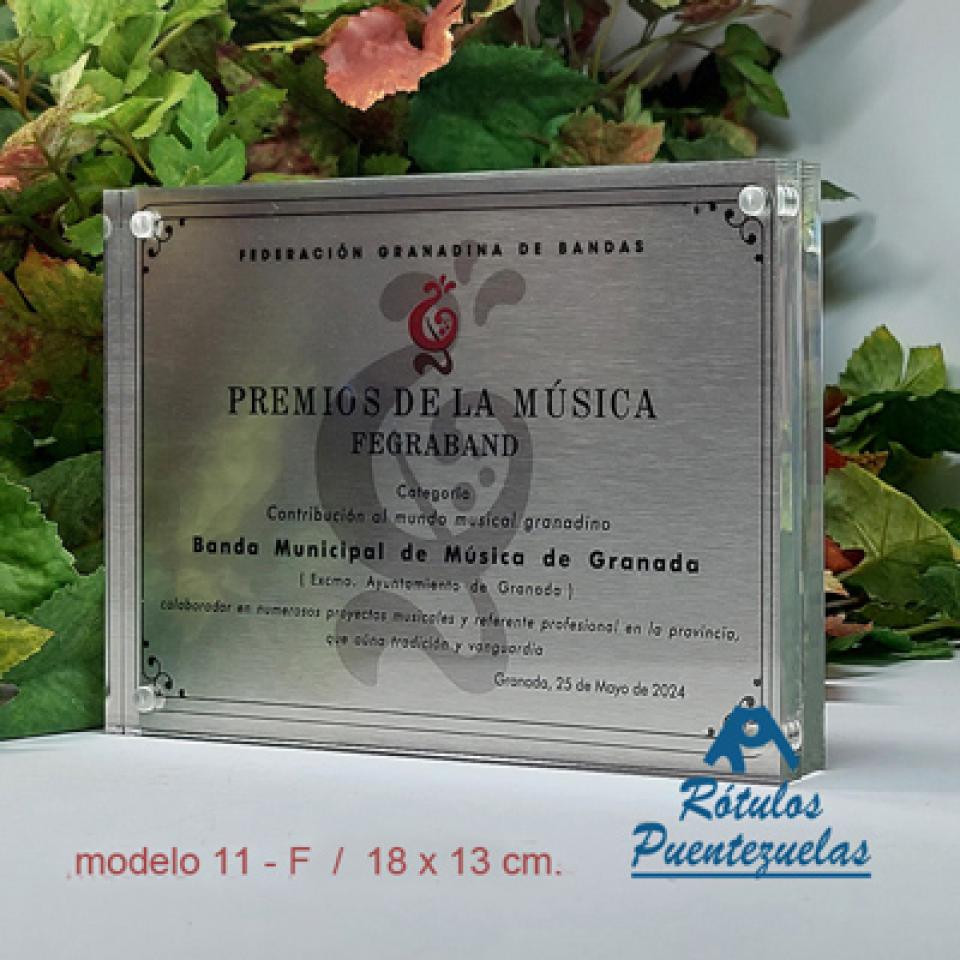 FEDERACIÓN GRANADINA DE BANDAS
PREMIOS DE LA MÚSICA
FEGRABAND
Categoría
Contribución al mundo musical granadino
Banda Municipal de Música de Granada
( Excmo. Ayuntamiento de Granada )
colaborador en numerosos proyectos musicales y referente profesional en la provincia,
que aúna tradición y vanguardia
Granada, 25 de Mayo de 2024
Rótulos
Puentezuelas
modelo 11 - F / 18 x 13 cm.